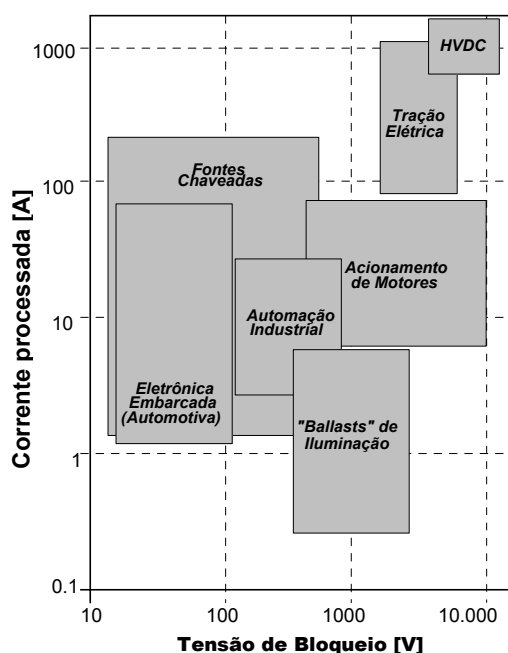 Corrente processada [A]
1000
100
10
1
0.1
HVDC
Tração
Elétrica
Fontes
Chaveadas
Acionamento
de Motores
Automação
Industrial
Eletrônica
Embarcada
(Automotiva)
"Ballasts" de
Iluminação
10
100
1000
10.000
Tensão de Bloqueio [V]